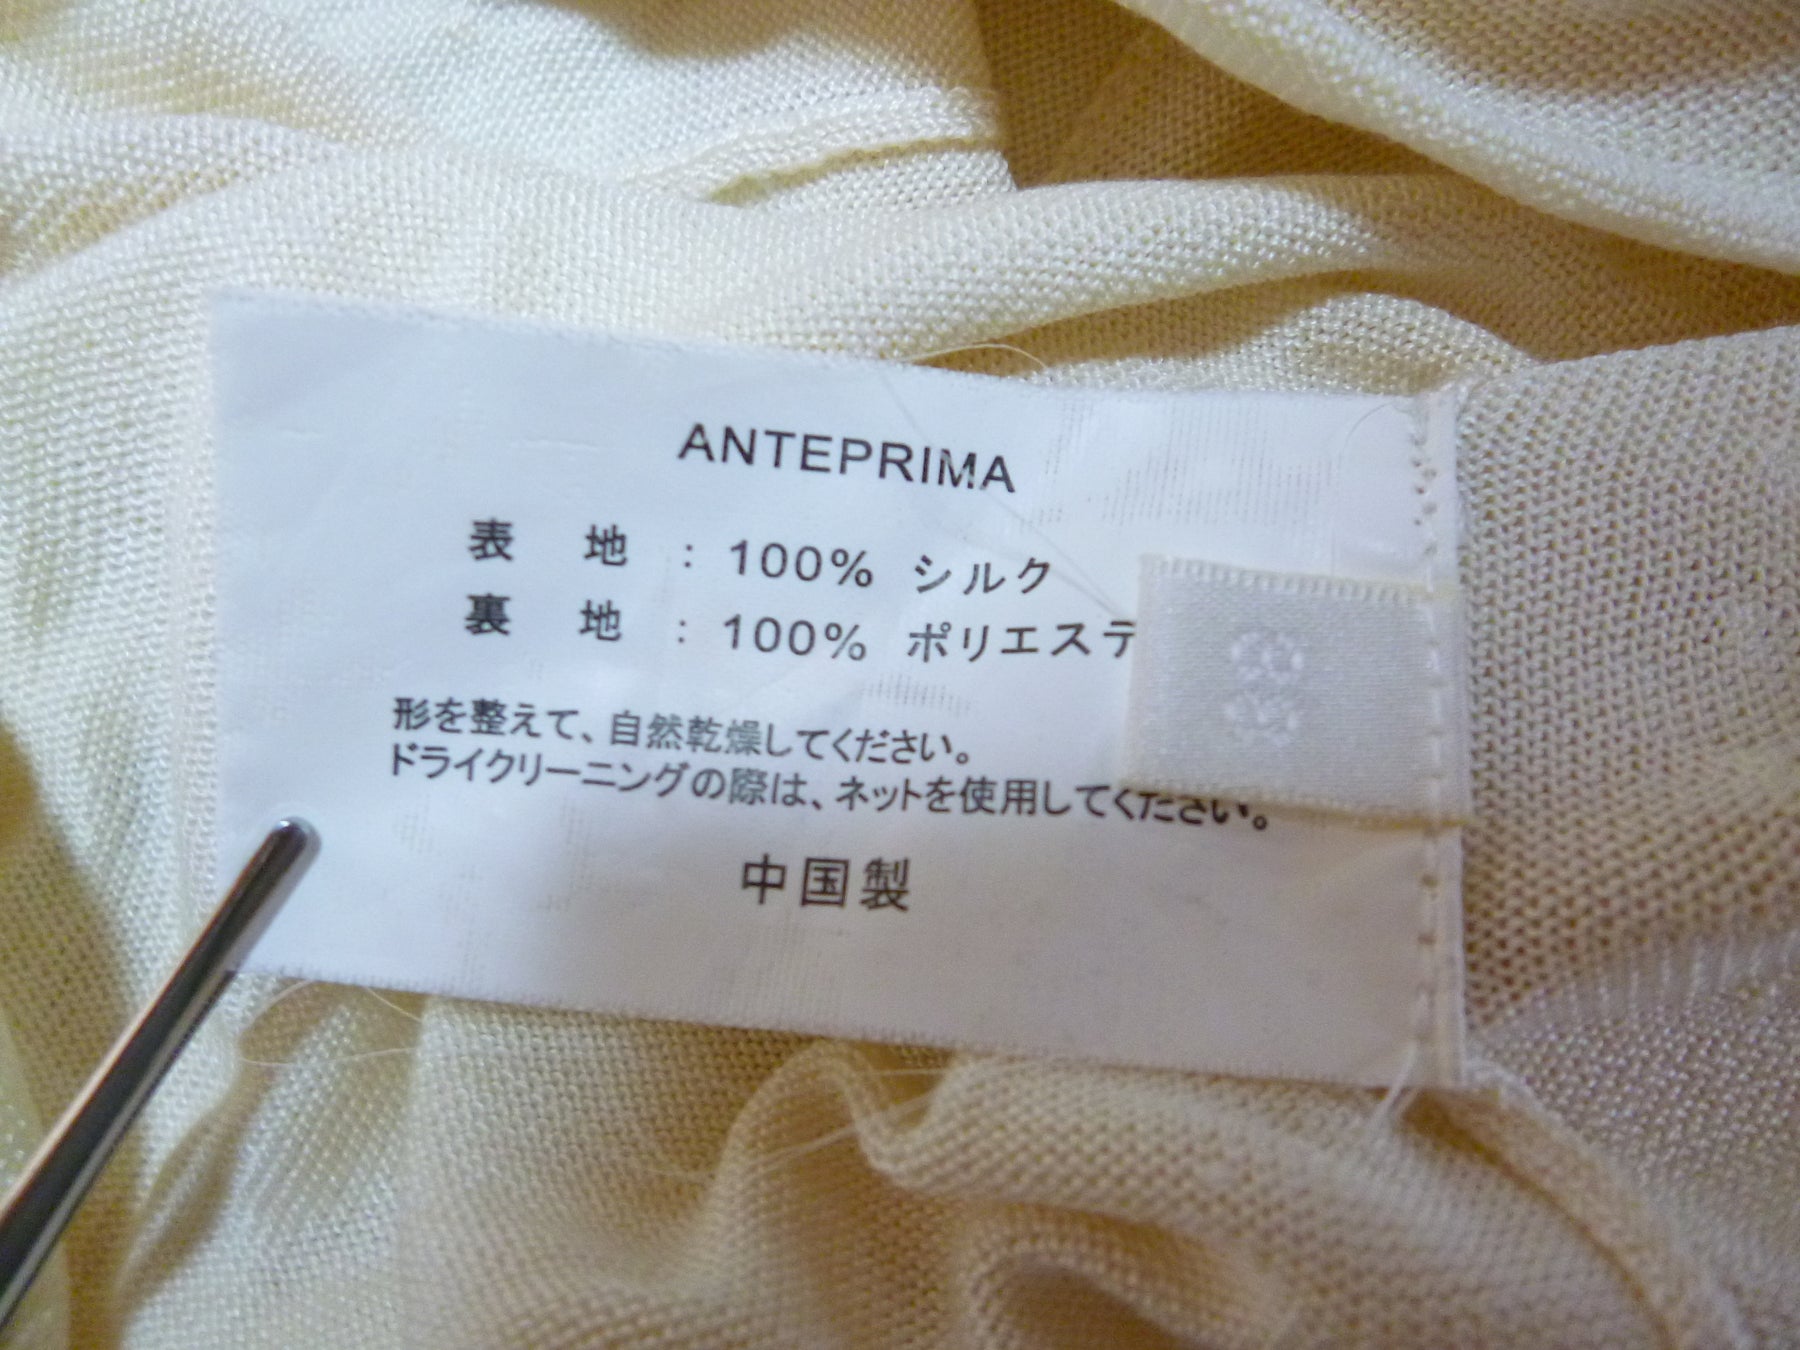 ANTEPRIMA
表 地 : 100% シルク
裏 地 : 100% ポリエステ
形を整えて、自然乾燥してください。
ドライクリーニングの際は、ネットを使用してください。
中国製